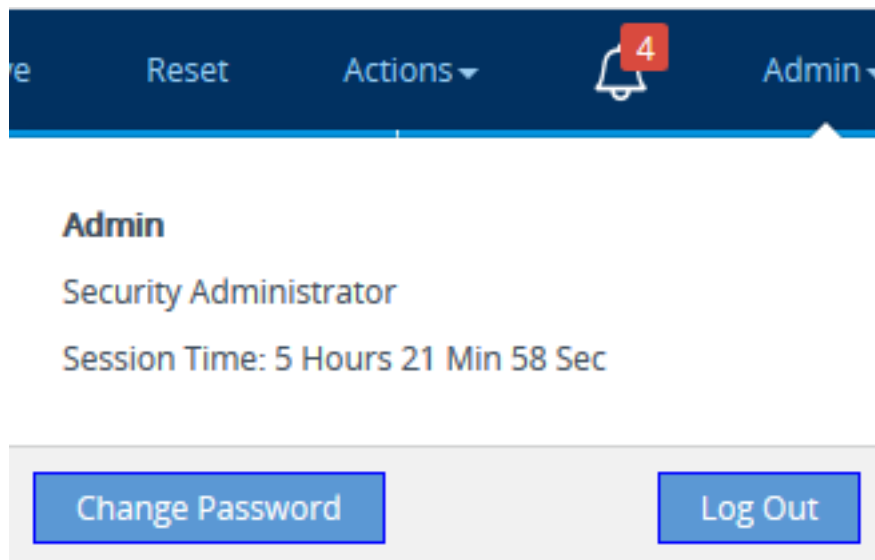 Reset Actions 4 Admin
Admin
Security Administrator
Session Time: 5 Hours 21 Min 58 Sec
Change Password Log Out